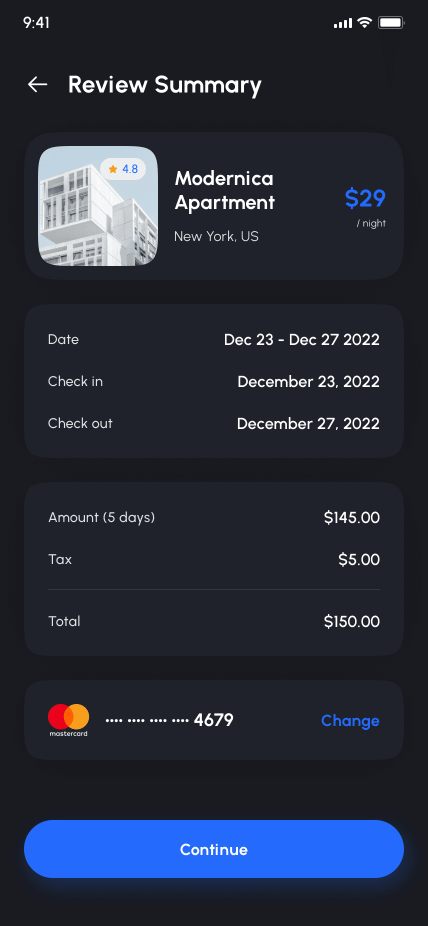 9:41
Review Summary
4.8
Modernica
Apartment
New York, US
$29
/ night
Date Dec 23 - Dec 27 2022
Check in December 23, 2022
Check out December 27, 2022
Amount (5 days) $145.00
Tax $5.00
Total $150.00
mastercard
•••• •••• •••• •••• 4679
Change
Continue